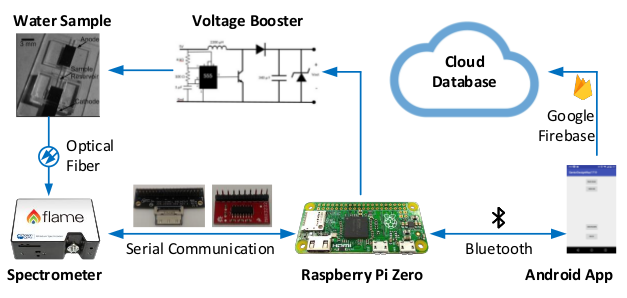 Water Sample
Voltage Booster
3 mm
Anode
Sample
Reservoir
Cathode
555
Cloud
Database
Google
Firebase
Optical
Fiber
flame
Serial Communication
Bluetooth
Spectrometer
Raspberry Pi Zero
Android App